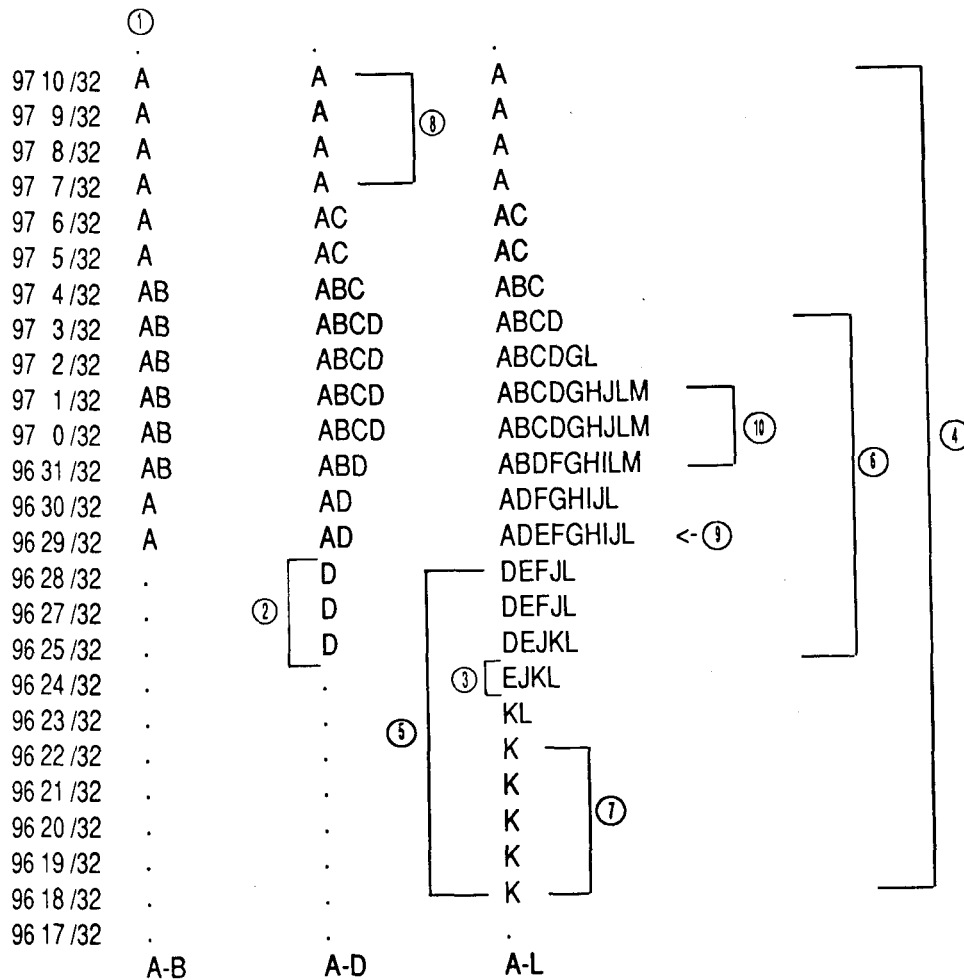 ①
. . .
97 10 /32 A A A
97 9 /32 A A A ⑧
97 8 /32 A A A
97 7 /32 A A A
97 6 /32 A AC AC
97 5 /32 A AC AC
97 4 /32 AB ABC ABC
97 3 /32 AB ABCD ABCD
97 2 /32 AB ABCD ABCDGL
97 1 /32 AB ABCD ABCDGHJLM
97 0 /32 AB ABCD ABCDGHJLM ⑩ ④
96 31 /32 AB ABD ABDFGHILM ⑥
96 30 /32 A AD ADFGHIJL
96 29 /32 A AD ADEFGHIJL <- ⑨
96 28 /32 . D DEFJL
96 27 /32 . ② D DEFJL
96 25 /32 . D DEJKL
96 24 /32 . . ③ EJKL
96 23 /32 . . ⑤ KL
96 22 /32 . . K
96 21 /32 . . K
96 20 /32 . . K ⑦
96 19 /32 . . K
96 18 /32 . . K
96 17 /32 . . .
A-B A-D A-L